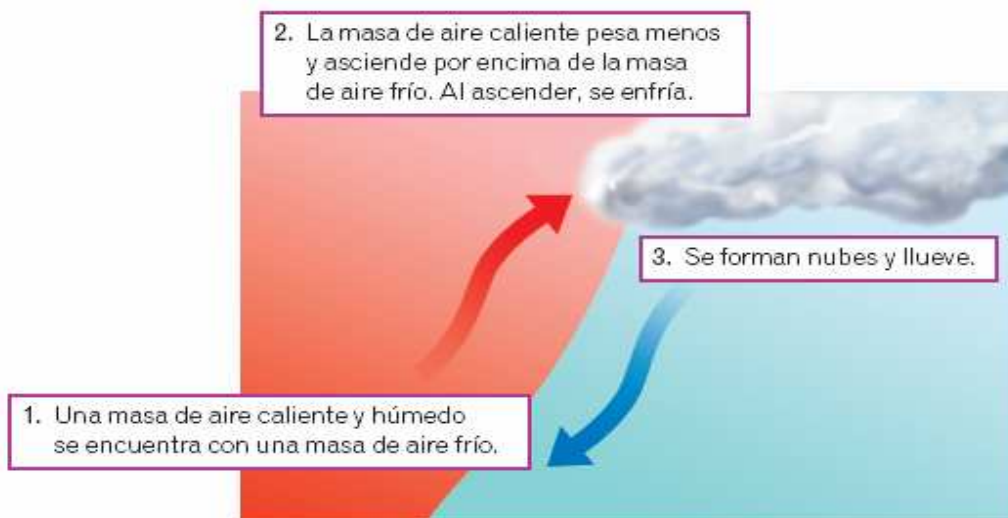 2. La masa de aire caliente pesa menos
y asciende por encima de la masa
de aire frío. Al ascender, se enfría.
3. Se forman nubes y llueve.
1. Una masa de aire caliente y húmedo
se encuentra con una masa de aire frío.